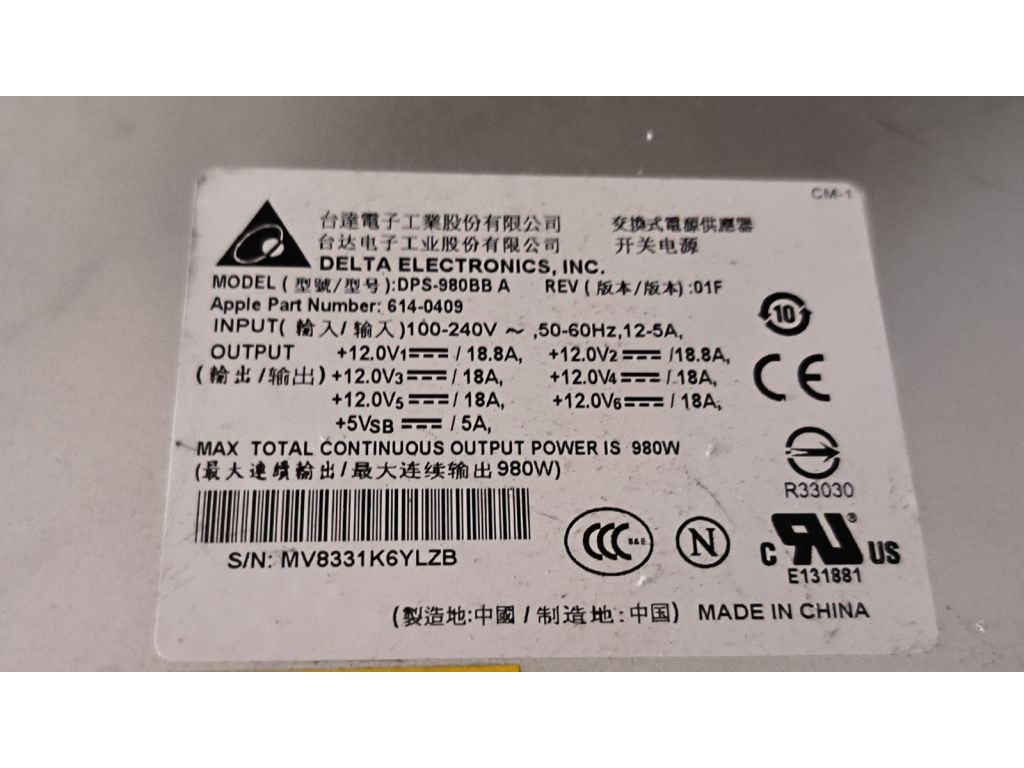 CM-1
台達電子工業股份有限公司 交換式電源供應器
台达电子工业股份有限公司 开关电源
DELTA ELECTRONICS, INC.
MODEL (型號/型号):DPS-980BB A REV (版本/版本) :01F
Apple Part Number: 614-0409
INPUT( 輸入/输入)100-240V ～ ,50-60Hz,12-5A,
10
OUTPUT +12.0V1⎓ / 18.8A, +12.0V2 ⎓ /18.8A,
(輸出/输出) +12.0V3⎓ / 18A, +12.0V4⎓ / 18A,
CE
+12.0V5 ⎓ / 18A, +12.0V6⎓ / 18A,
+5VSB ⎓ / 5A,
MAX TOTAL CONTINUOUS OUTPUT POWER IS 980W
(最大連續輸出/最大连续输出980W)
R33030
S/N: MV8331K6YLZB
CCC S&E
N
C RU ® US
E131881
(製造地:中國 / 制造地:中国) MADE IN CHINA